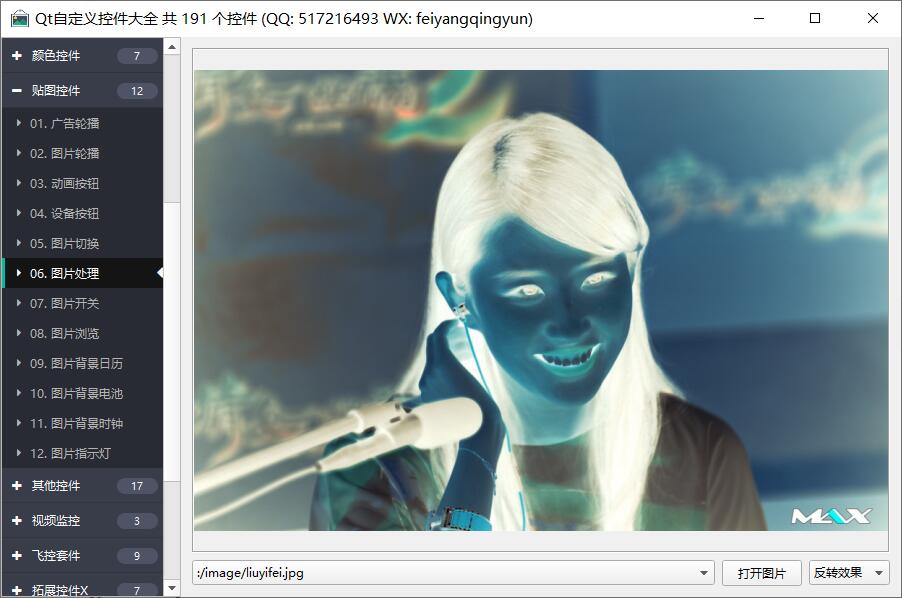 Qt自定义控件大全 共 191 个控件 (QQ: 517216493 WX: feiyangqingyun)
颜色控件 7
贴图控件 12
01. 广告轮播
02. 图片轮播
03. 动画按钮
04. 设备按钮
05. 图片切换
06. 图片处理
07. 图片开关
08. 图片浏览
09. 图片背景日历
10. 图片背景电池
11. 图片背景时钟
12. 图片指示灯
其他控件 17
视频监控 3
飞控套件 9
拓展控件X 7
MAX
:/image/liuyifei.jpg 打开图片 反转效果